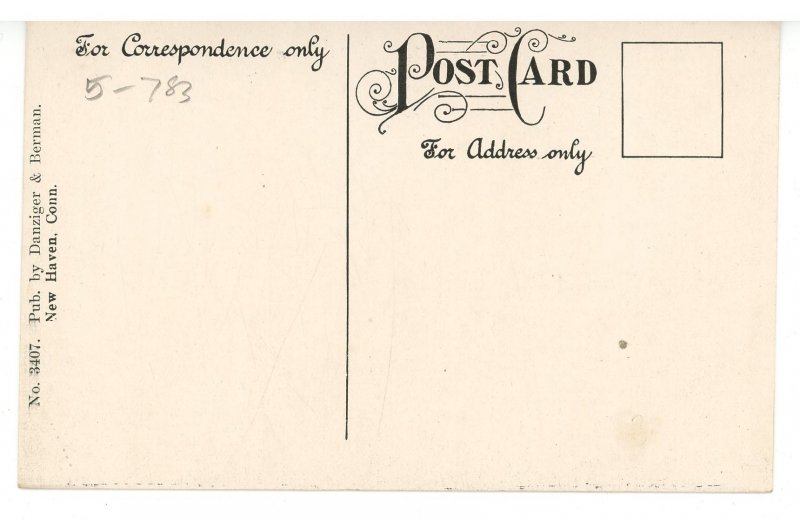 For Correspondence only
5-783
POST CARD
For Address only
No. 3407. Pub. by Danziger & Berman.
New Haven, Conn.